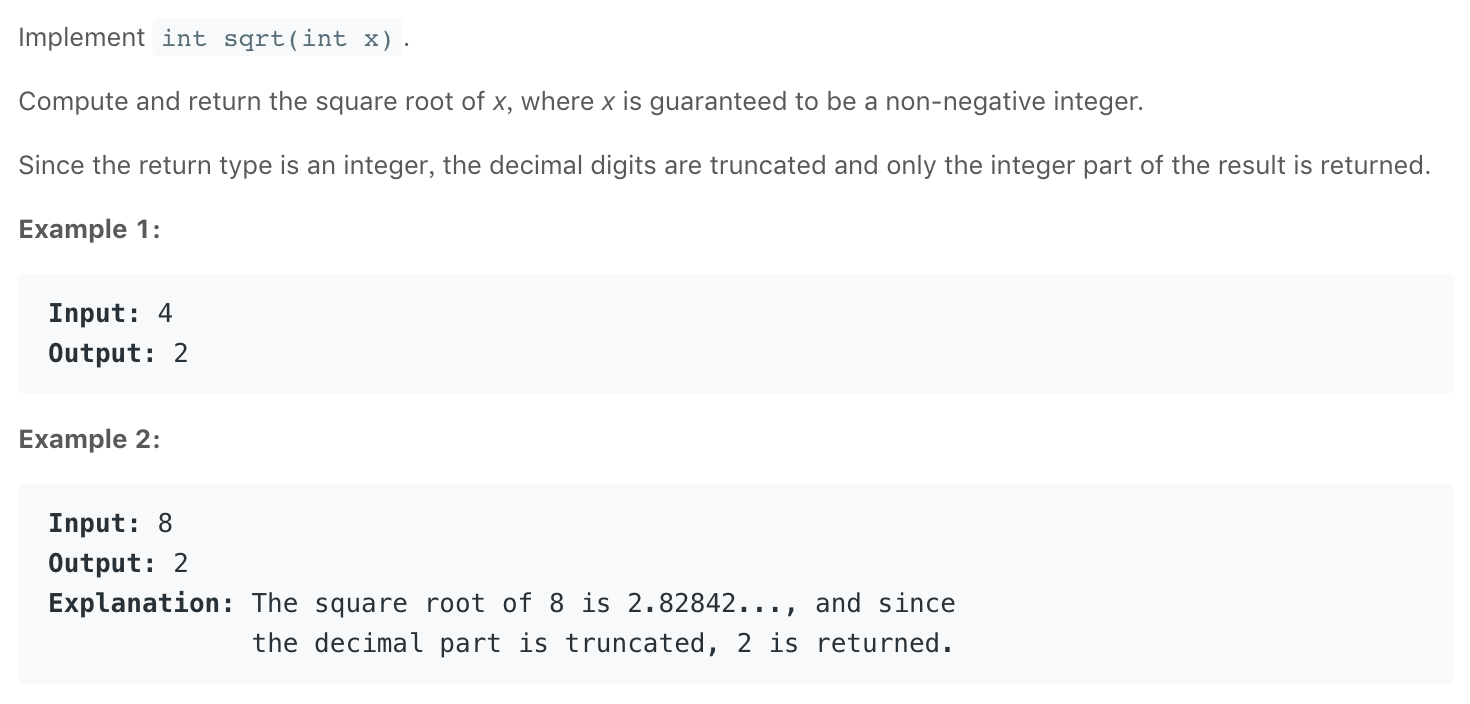 Implement int sqrt(int x).
Compute and return the square root of x, where x is guaranteed to be a non-negative integer.
Since the return type is an integer, the decimal digits are truncated and only the integer part of the result is returned.
Example 1:
Input: 4
Output: 2
Example 2:
Input: 8
Output: 2
Explanation: The square root of 8 is 2.82842..., and since
the decimal part is truncated, 2 is returned.